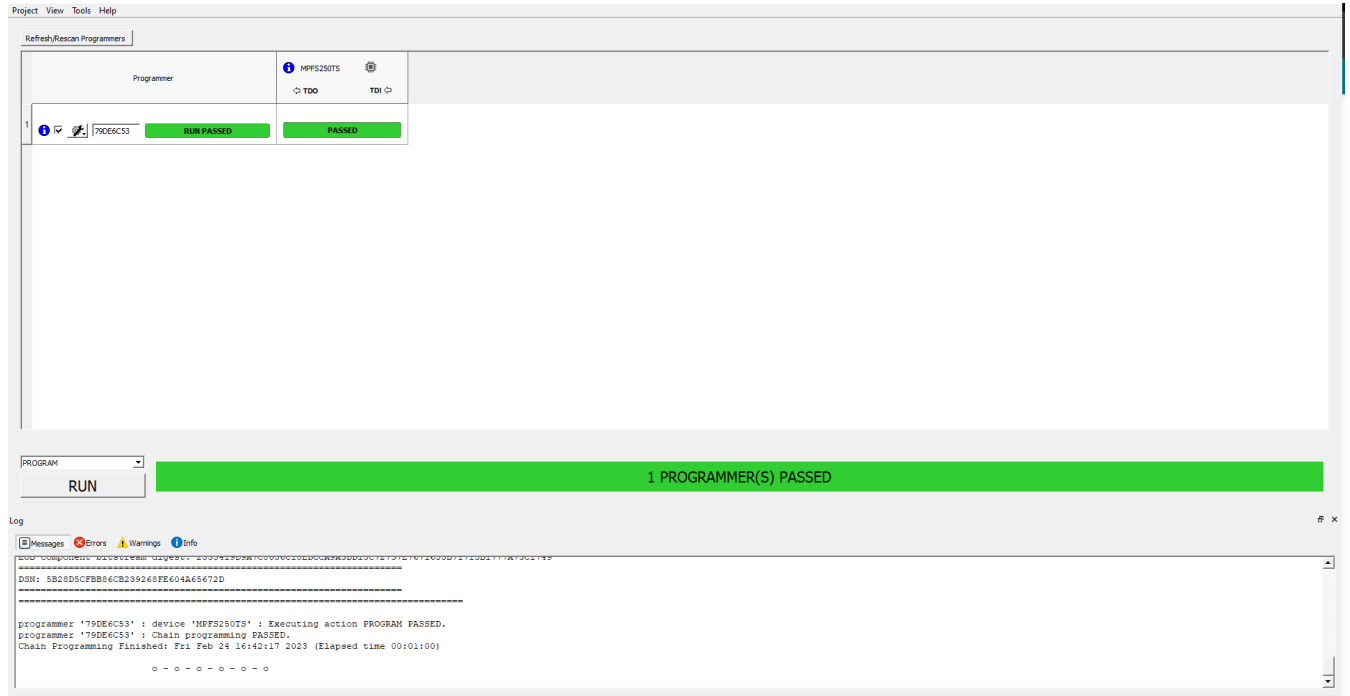 Project View Tools Help
Refresh/Rescan Programmers
Programmer
MPFS250TS
TDO TDI
1
79DE6C53 RUN PASSED PASSED
PROGRAM
RUN
1 PROGRAMMER(S) PASSED
Log
Messages Errors Warnings Info
=====================================================================
DSN: 5B28D5CFBB86CB239268FE604A65672D
=====================================================================
================================================================================
programmer '79DE6C53' : device 'MPFS250TS' : Executing action PROGRAM PASSED.
programmer '79DE6C53' : Chain programming PASSED.
Chain Programming Finished: Fri Feb 24 16:42:17 2023 (Elapsed time 00:01:00)
o - o - o - o - o - o